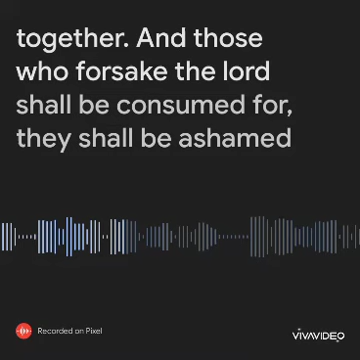 together. And those
who forsake the lord
shall be consumed for,
they shall be ashamed
Recorded on Pixel
VIVAVIDEO